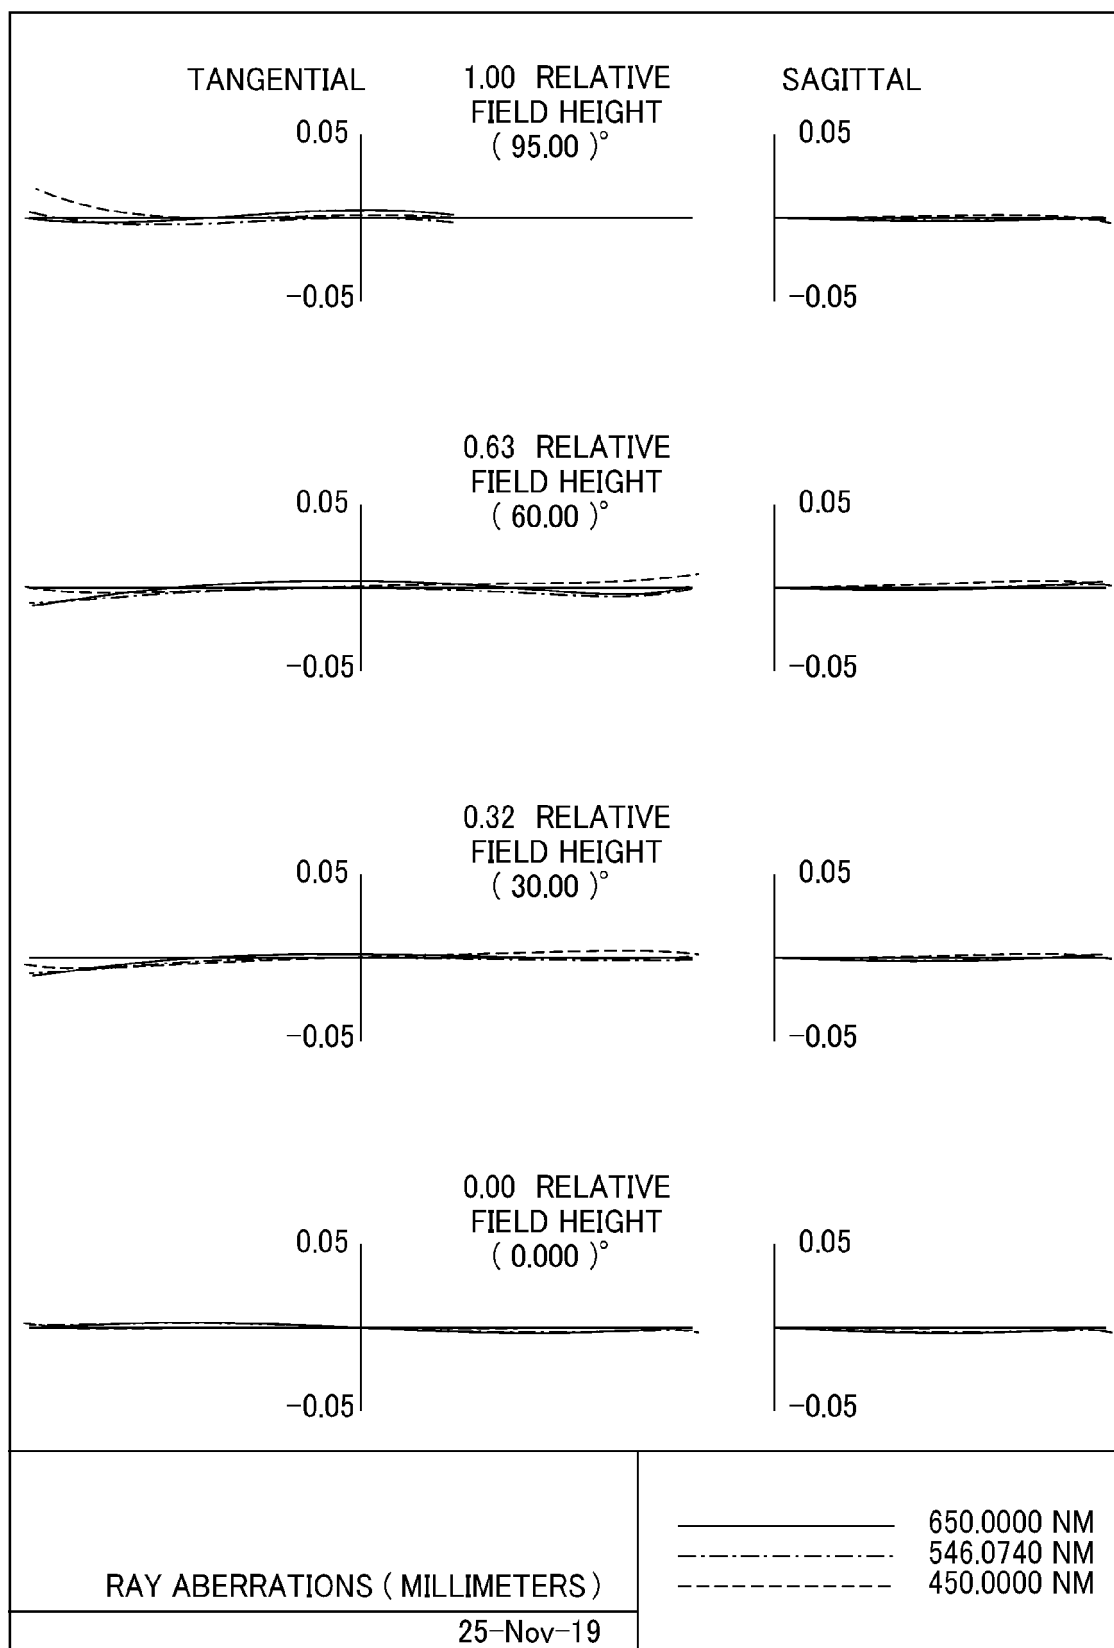 TANGENTIAL
1.00 RELATIVE
FIELD HEIGHT
( 95.00 )°
SAGITTAL
0.05
-0.05
0.05
-0.05
0.63 RELATIVE
FIELD HEIGHT
( 60.00 )°
0.05
-0.05
0.05
-0.05
0.32 RELATIVE
FIELD HEIGHT
( 30.00 )°
0.05
-0.05
0.05
-0.05
0.00 RELATIVE
FIELD HEIGHT
( 0.000 )°
0.05
-0.05
0.05
-0.05
RAY ABERRATIONS ( MILLIMETERS )
25-Nov-19
650.0000 NM
546.0740 NM
450.0000 NM